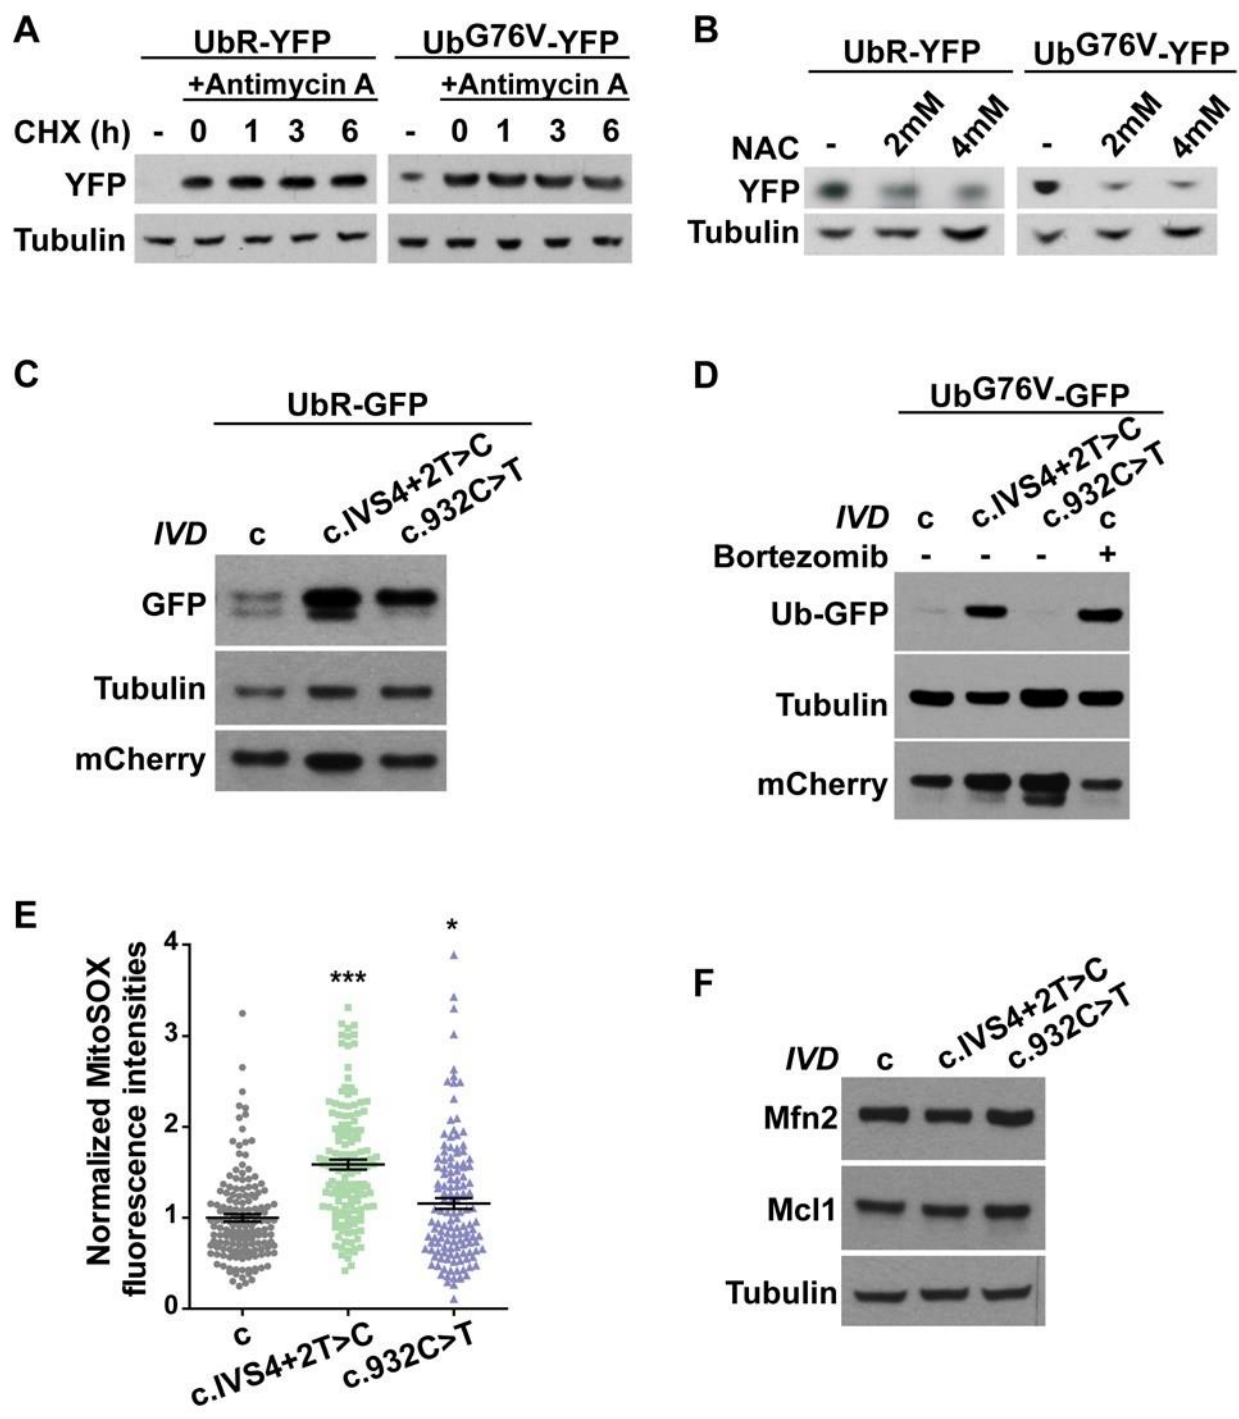 A
UbR-YFP
UbG76V-YFP
+Antimycin A
+Antimycin A
CHX (h) - 0 1 3 6 - 0 1 3 6
YFP
Tubulin
B
UbR-YFP
UbG76V-YFP
NAC - 2mM 4mM - 2mM 4mM
YFP
Tubulin
C
UbR-GFP
IVD c c.IVS4+2T>C c.932C>T
GFP
Tubulin
mCherry
D
UbG76V-GFP
IVD c c.IVS4+2T>C c.932C>T c
Bortezomib - - - +
Ub-GFP
Tubulin
mCherry
E
Normalized MitoSOX
fluorescence intensities
4
3
2
1
0
***
*
c
c.IVS4+2T>C
c.932C>T
F
IVD c c.IVS4+2T>C c.932C>T
Mfn2
Mcl1
Tubulin